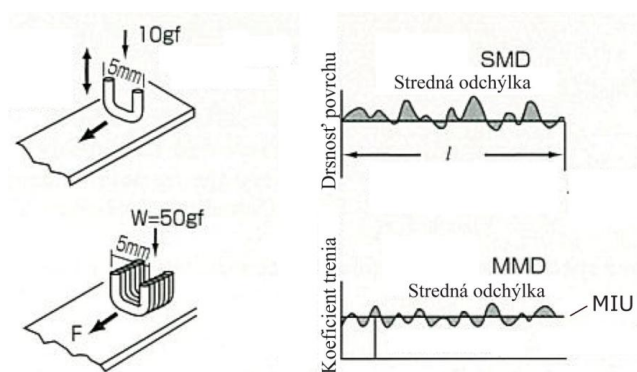 10gf
5mm
SMD
Stredná odchýlka
Drsnosť povrchu
l
W=50gf
5mm
F
MMD
Stredná odchýlka
Koeficient trenia
MIU